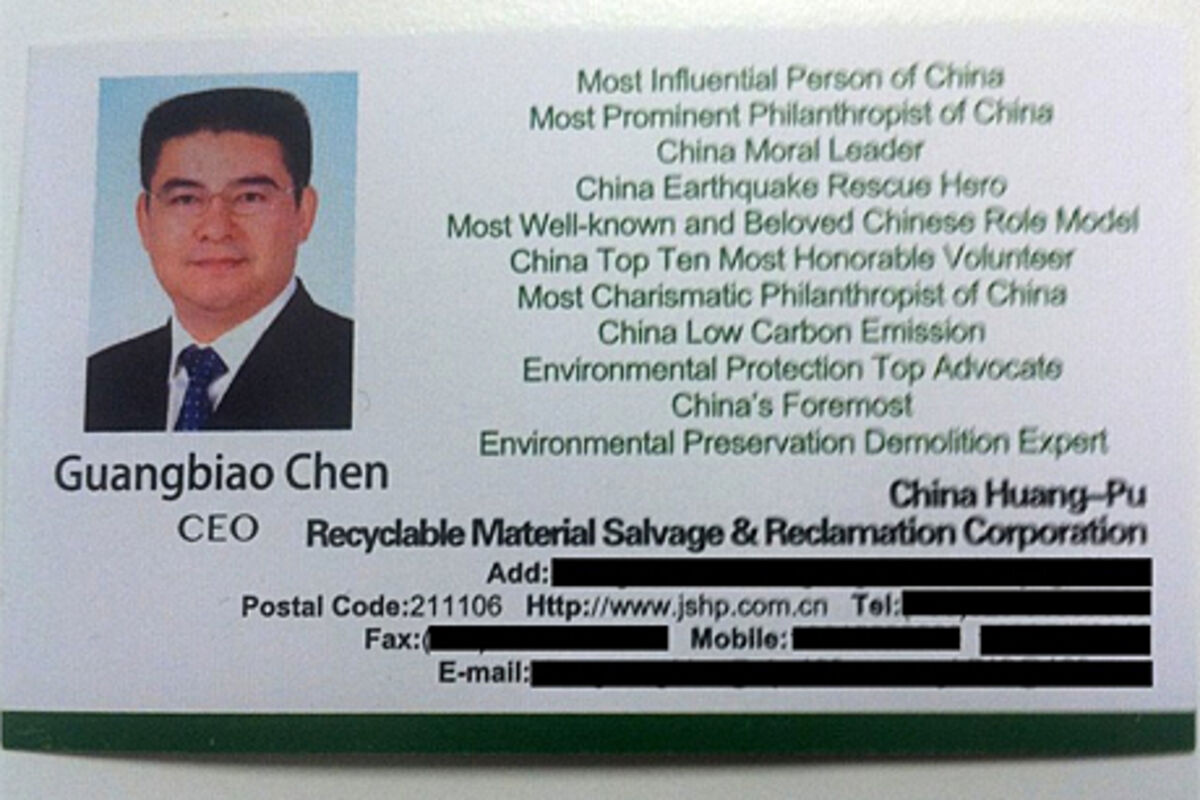 Most Influential Person of China
Most Prominent Philanthropist of China
China Moral Leader
China Earthquake Rescue Hero
Most Well-known and Beloved Chinese Role Model
China Top Ten Most Honorable Volunteer
Most Charismatic Philanthropist of China
China Low Carbon Emission
Environmental Protection Top Advocate
China's Foremost
Environmental Preservation Demolition Expert
Guangbiao Chen
CEO
China Huang-Pu
Recyclable Material Salvage & Reclamation Corporation
Add:
Postal Code:211106 Http://www.jshp.com.cn Tel:
Fax:( Mobile:
E-mail: